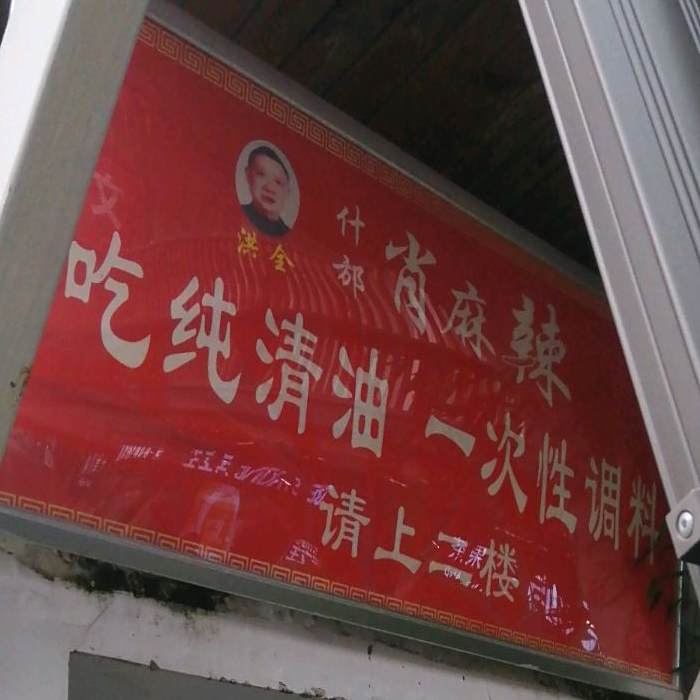 洪全
什邡
肖麻辣
吃纯清油 一次性调料
请上二楼